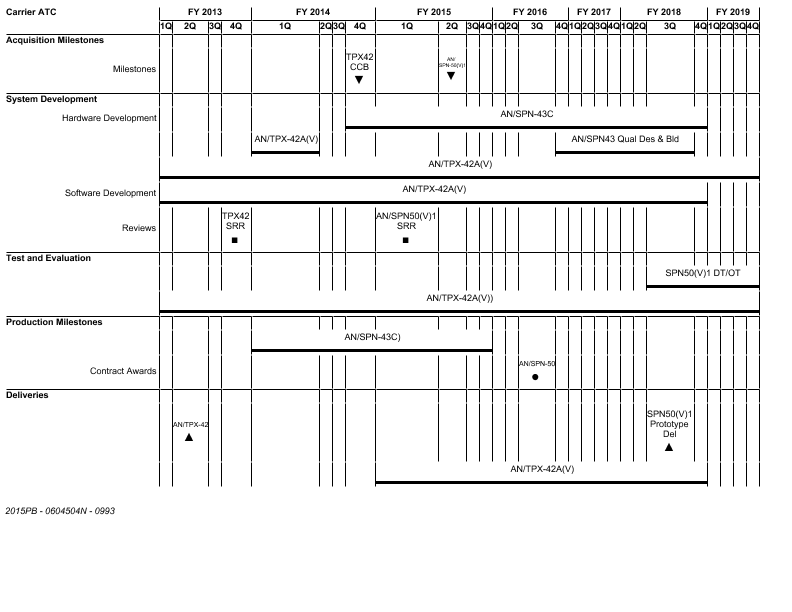 Carrier ATC FY 2013 FY 2014 FY 2015 FY 2016 FY 2017 FY 2018 FY 2019
1Q 2Q 3Q 4Q 1Q 2Q 3Q 4Q 1Q 2Q 3Q 4Q 1Q 2Q 3Q 4Q 1Q 2Q 3Q 4Q 1Q 2Q 3Q 4Q 1Q 2Q 3Q 4Q
Acquisition Milestones
Milestones
TPX42
CCB
AN/
SPN-50(V)1
System Development
Hardware Development
AN/SPN-43C
AN/TPX-42A(V)
AN/SPN43 Qual Des & Bld
AN/TPX-42A(V)
Software Development
AN/TPX-42A(V)
Reviews
TPX42
SRR
AN/SPN50(V)1
SRR
Test and Evaluation
SPN50(V)1 DT/OT
AN/TPX-42A(V))
Production Milestones
AN/SPN-43C)
Contract Awards
AN/SPN-50
Deliveries
AN/TPX-42
SPN50(V)1
Prototype
Del
AN/TPX-42A(V)
2015PB - 0604504N - 0993